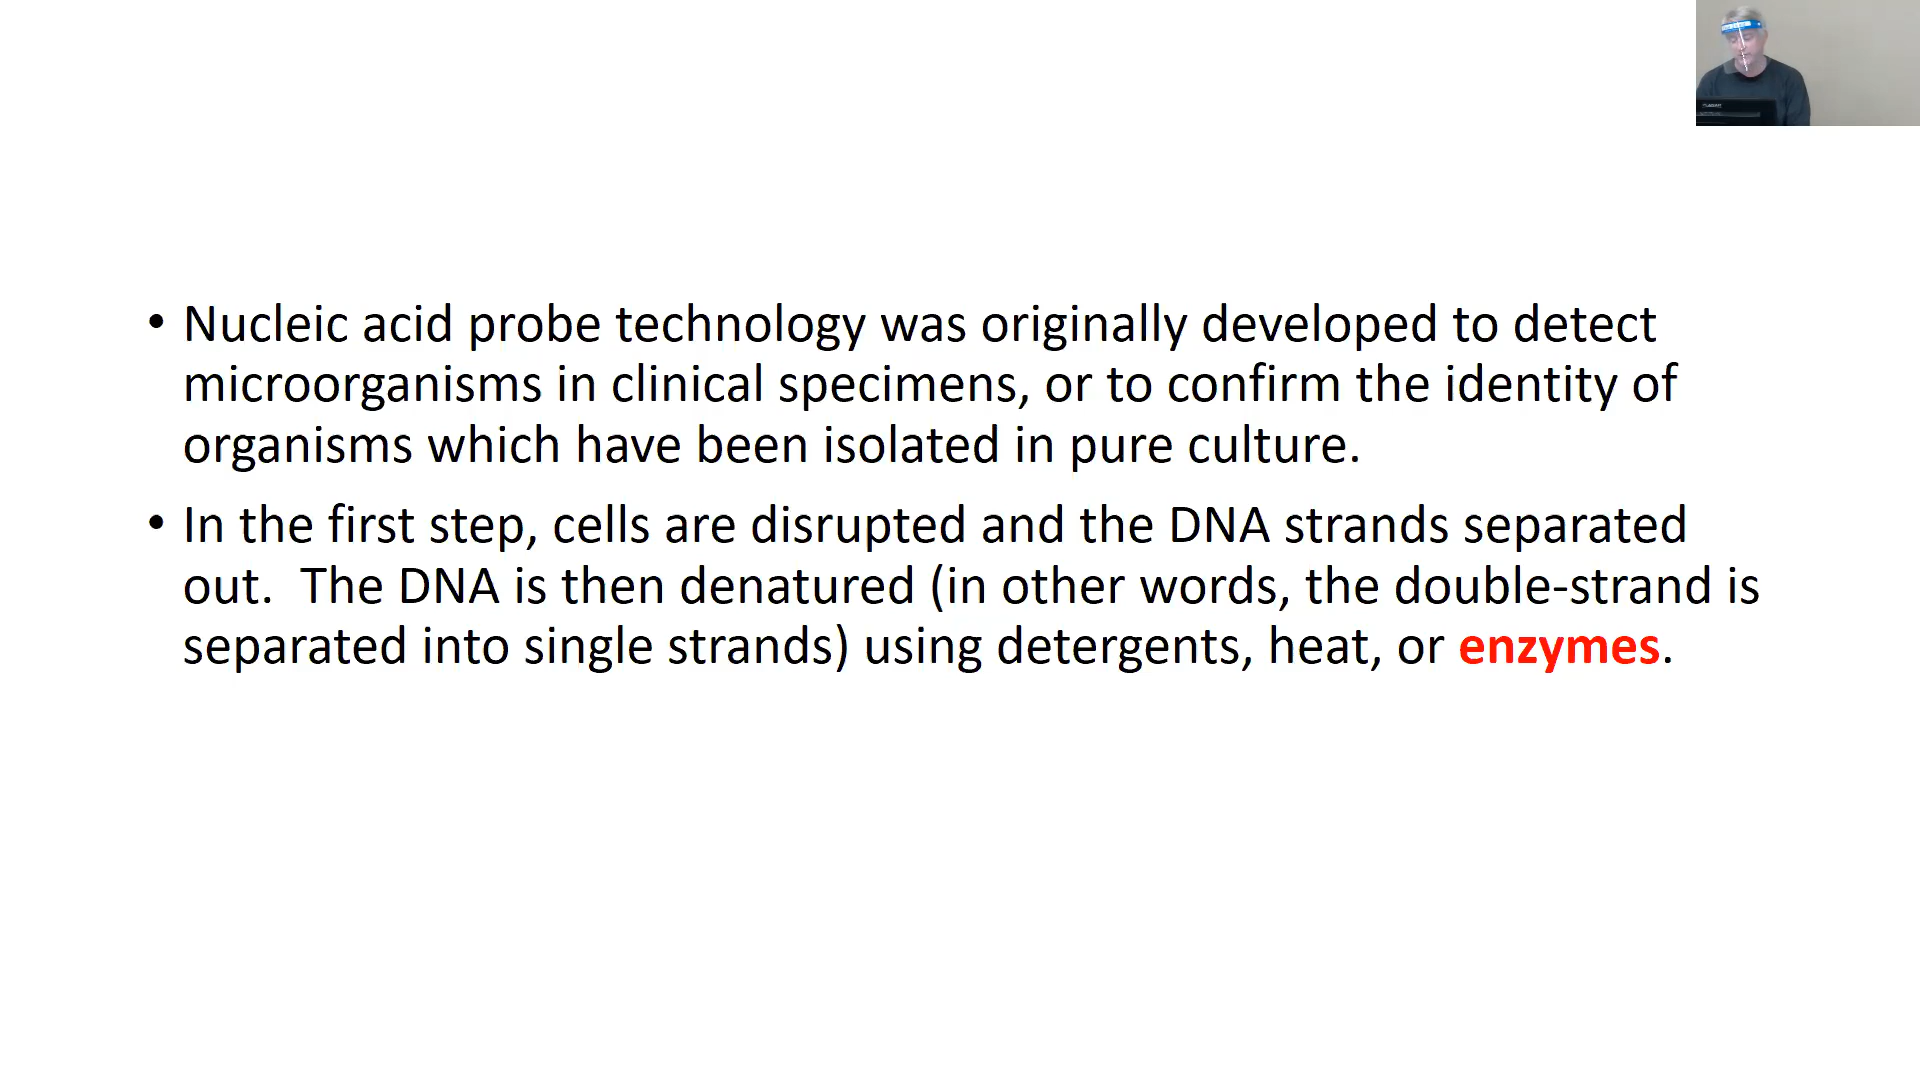 • Nucleic acid probe technology was originally developed to detect
microorganisms in clinical specimens, or to confirm the identity of
organisms which have been isolated in pure culture.
• In the first step, cells are disrupted and the DNA strands separated
out.  The DNA is then denatured (in other words, the double-strand is
separated into single strands) using detergents, heat, or enzymes.